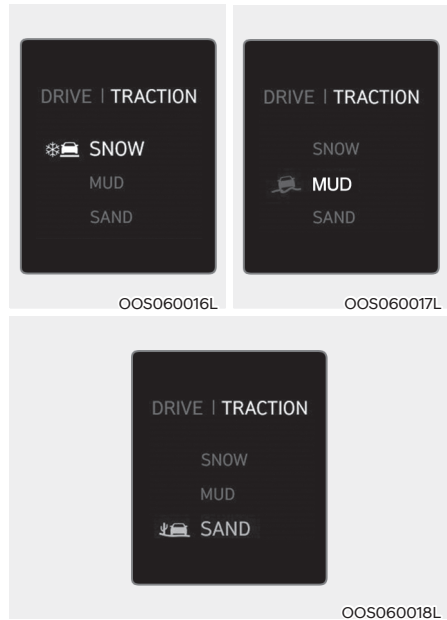 DRIVE | TRACTION
SNOW
MUD
SAND
OOS060016L
DRIVE | TRACTION
SNOW
MUD
SAND
OOS060017L
DRIVE | TRACTION
SNOW
MUD
SAND
OOS060018L